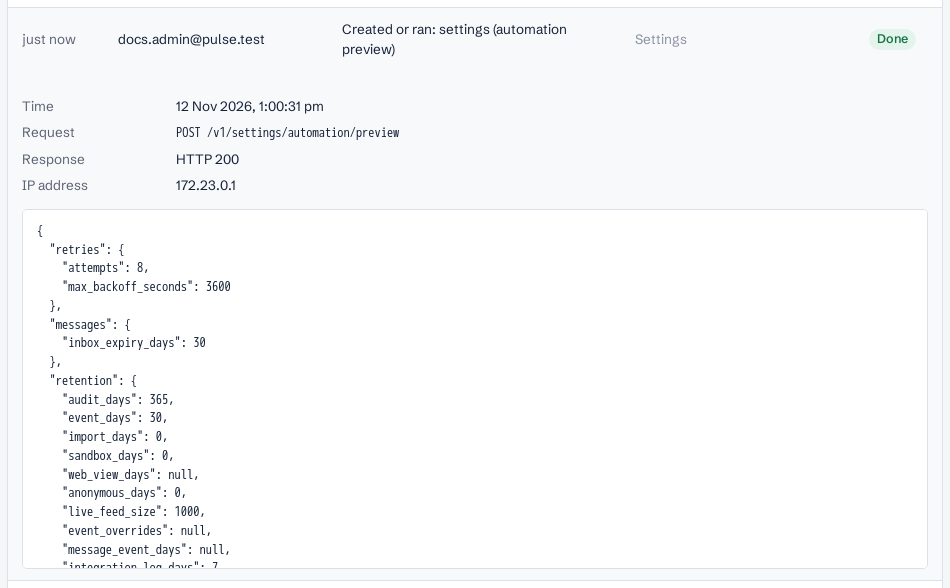 just now docs.admin@pulse.test Created or ran: settings (automation preview) Settings Done
Time 12 Nov 2026, 1:00:31 pm
Request POST /v1/settings/automation/preview
Response HTTP 200
IP address 172.23.0.1
{
  "retries": {
    "attempts": 8,
    "max_backoff_seconds": 3600
  },
  "messages": {
    "inbox_expiry_days": 30
  },
  "retention": {
    "audit_days": 365,
    "event_days": 30,
    "import_days": 0,
    "sandbox_days": 0,
    "web_view_days": null,
    "anonymous_days": 0,
    "live_feed_size": 1000,
    "event_overrides": null,
    "message_event_days": null,
    "integration_log_days": 7